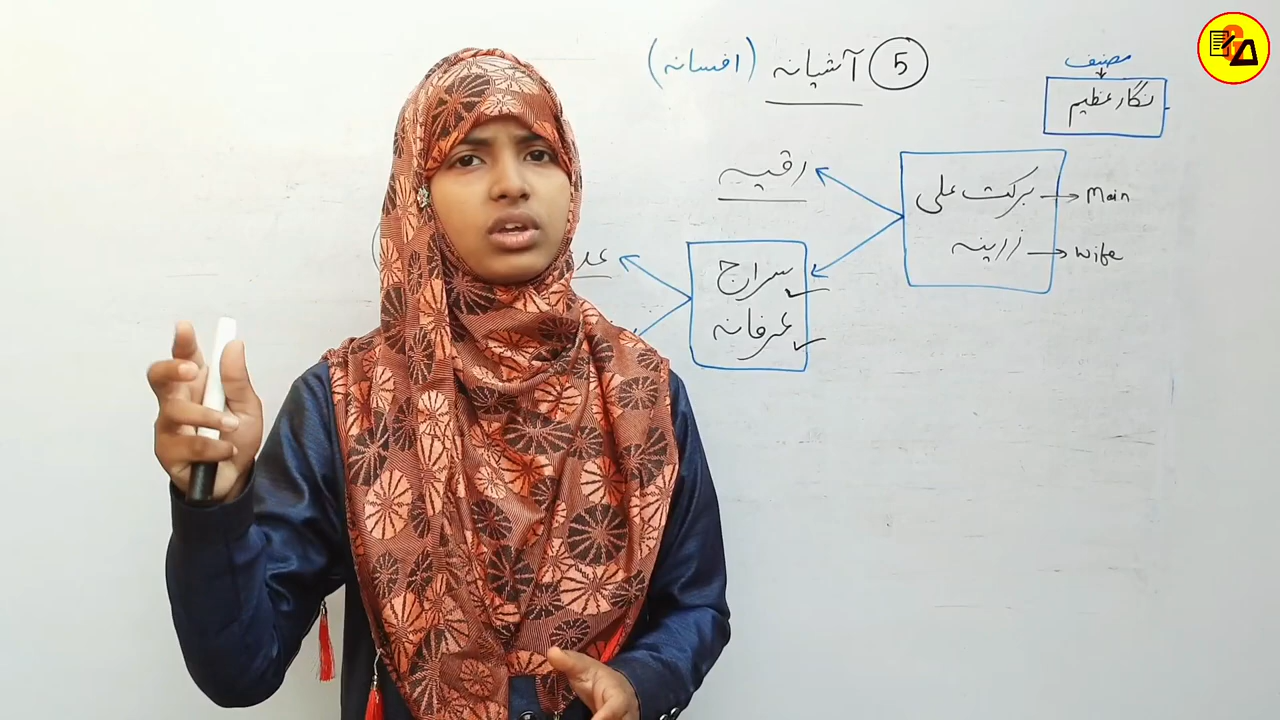 5 آشیانہ (افسانہ)
مصنف
نگار عظیم
برکت علی → Main
زرینہ → wife
رقیہ
سراج
عرفانہ